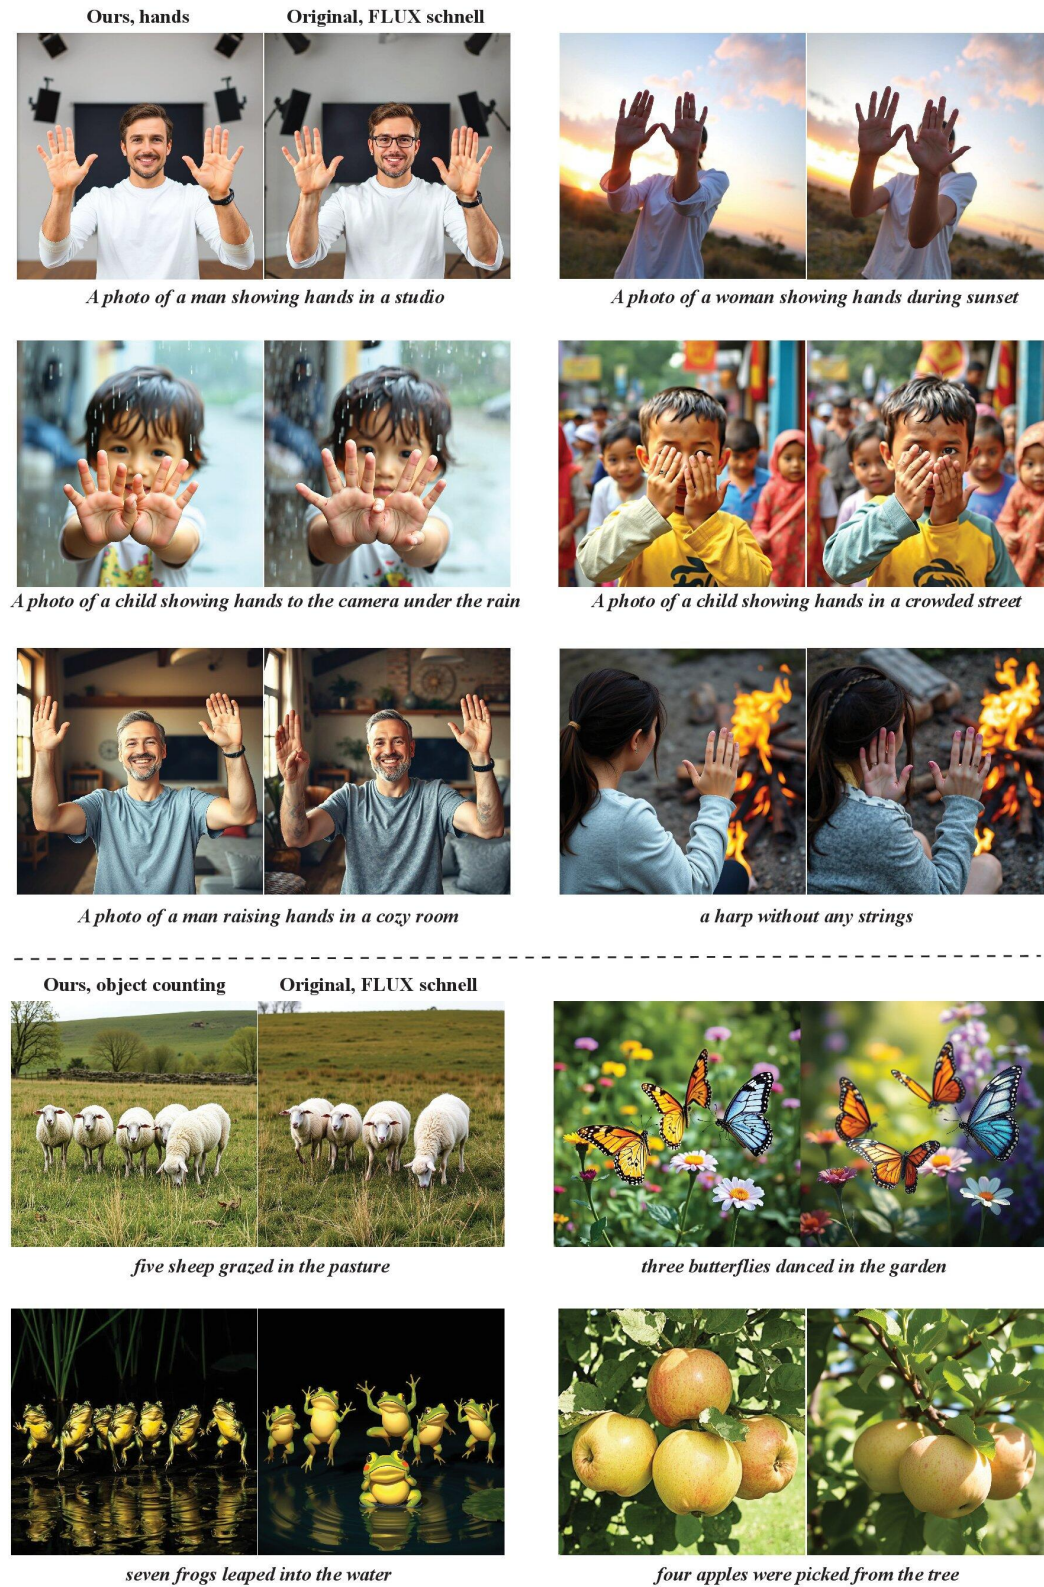 Ours, hands
Original, FLUX schnell
A photo of a man showing hands in a studio
A photo of a woman showing hands during sunset
A photo of a child showing hands to the camera under the rain
A photo of a child showing hands in a crowded street
A photo of a man raising hands in a cozy room
a harp without any strings
Ours, object counting
Original, FLUX schnell
five sheep grazed in the pasture
three butterflies danced in the garden
seven frogs leaped into the water
four apples were picked from the tree